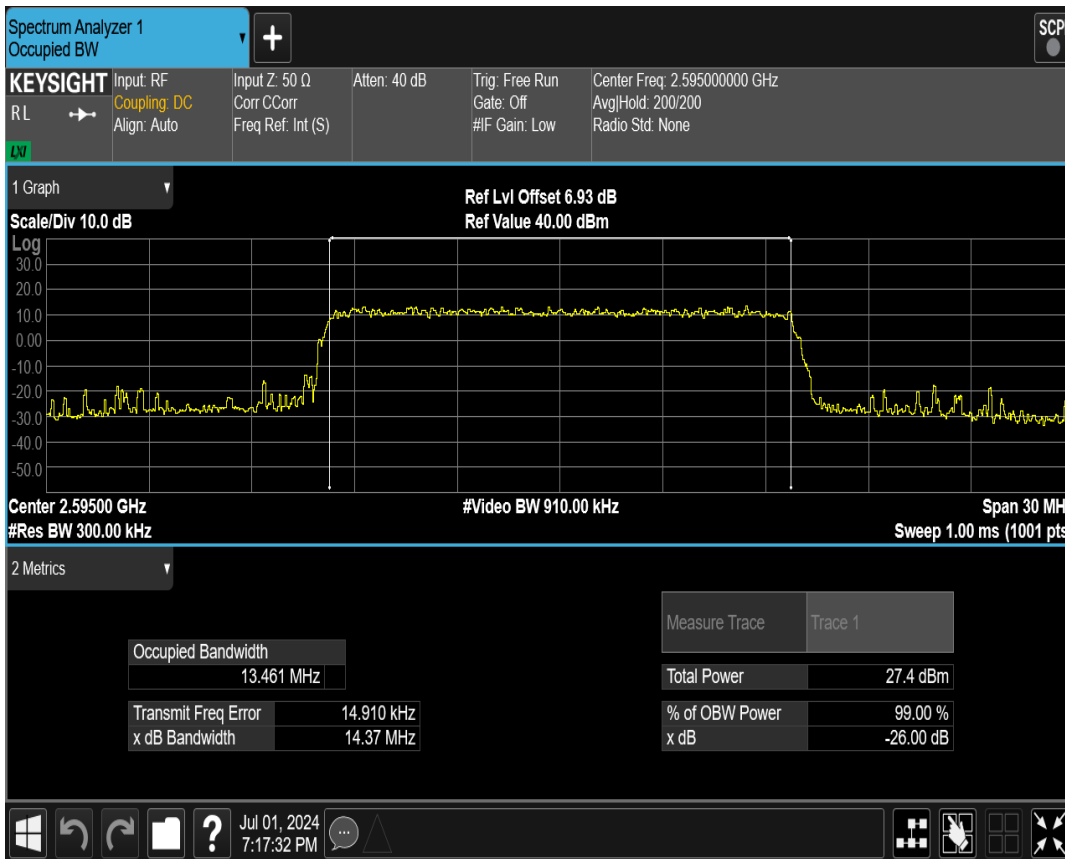 Spectrum Analyzer 1
Occupied BW
+
SCP
KEYSIGHT
RL
LXI
Input: RF
Coupling: DC
Align: Auto
Input Z: 50 Ω
Corr CCorr
Freq Ref: Int (S)
Atten: 40 dB
Trig: Free Run
Gate: Off
#IF Gain: Low
Center Freq: 2.595000000 GHz
Avg|Hold: 200/200
Radio Std: None
1 Graph
Scale/Div 10.0 dB
Ref Lvl Offset 6.93 dB
Ref Value 40.00 dBm
Log
30.0
20.0
10.0
0.00
-10.0
-20.0
-30.0
-40.0
-50.0
Center 2.59500 GHz
#Video BW 910.00 kHz
Span 30 MH
#Res BW 300.00 kHz
Sweep 1.00 ms (1001 pts
2 Metrics
Occupied Bandwidth
13.461 MHz
Transmit Freq Error 14.910 kHz
x dB Bandwidth 14.37 MHz
Measure Trace Trace 1
Total Power 27.4 dBm
% of OBW Power 99.00 %
x dB -26.00 dB
?
Jul 01, 2024
7:17:32 PM